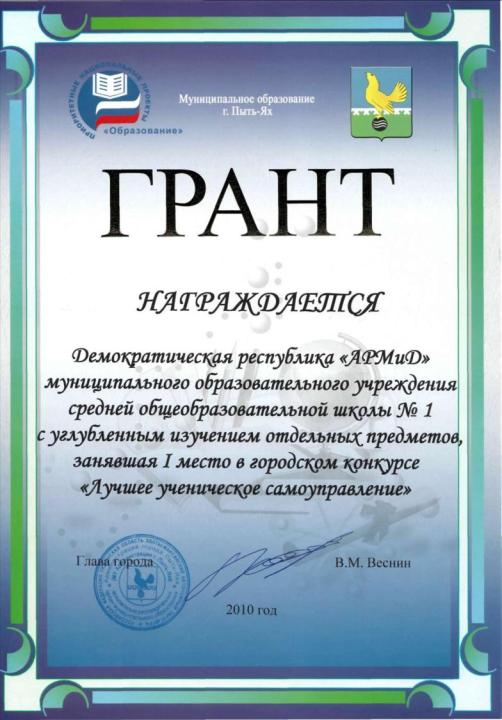 ПРИОРИТЕТНЫЕ НАЦИОНАЛЬНЫЕ ПРОЕКТЫ
«Образование»
Муниципальное образование
г. Пыть-Ях
ГРАНТ
НАГРАЖДАЕТСЯ
Демократическая республика «АРМиД»
муниципального образовательного учреждения
средней общеобразовательной школы № 1
с углубленным изучением отдельных предметов,
занявшая I место в городском конкурсе
«Лучшее ученическое самоуправление»
Глава города
В.М. Веснин
2010 год